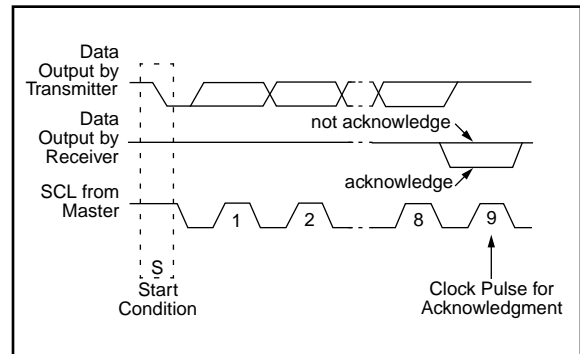 Data
Output by
Transmitter
Data
Output by
Receiver
not acknowledge
acknowledge
SCL from
Master
1
2
8
9
S
Start
Condition
Clock Pulse for
Acknowledgment